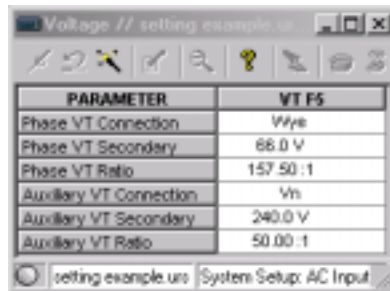 Voltage // setting example.urs
PARAMETER VT F5
Phase VT Connection Wye
Phase VT Secondary 66.0 V
Phase VT Ratio 157.50 :1
Auxiliary VT Connection Vn
Auxiliary VT Secondary 240.0 V
Auxiliary VT Ratio 50.00 :1
setting example.urs System Setup: AC Input